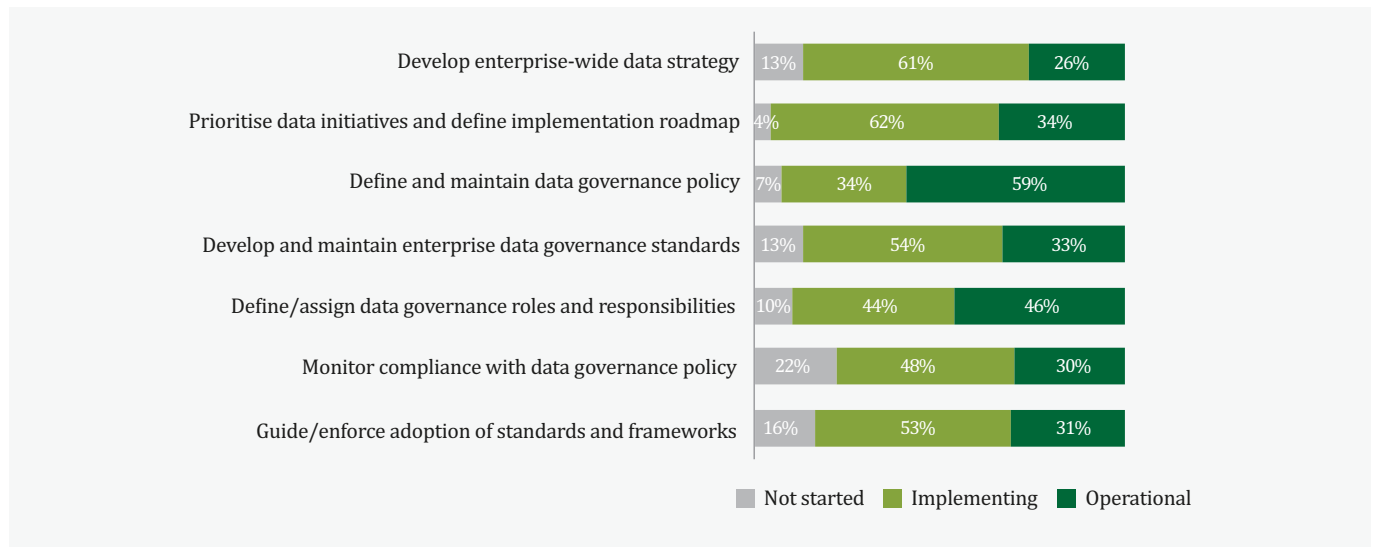 Develop enterprise-wide data strategy 13% 61% 26%
Prioritise data initiatives and define implementation roadmap 4% 62% 34%
Define and maintain data governance policy 7% 34% 59%
Develop and maintain enterprise data governance standards 13% 54% 33%
Define/assign data governance roles and responsibilities 10% 44% 46%
Monitor compliance with data governance policy 22% 48% 30%
Guide/enforce adoption of standards and frameworks 16% 53% 31%
Not started Implementing Operational